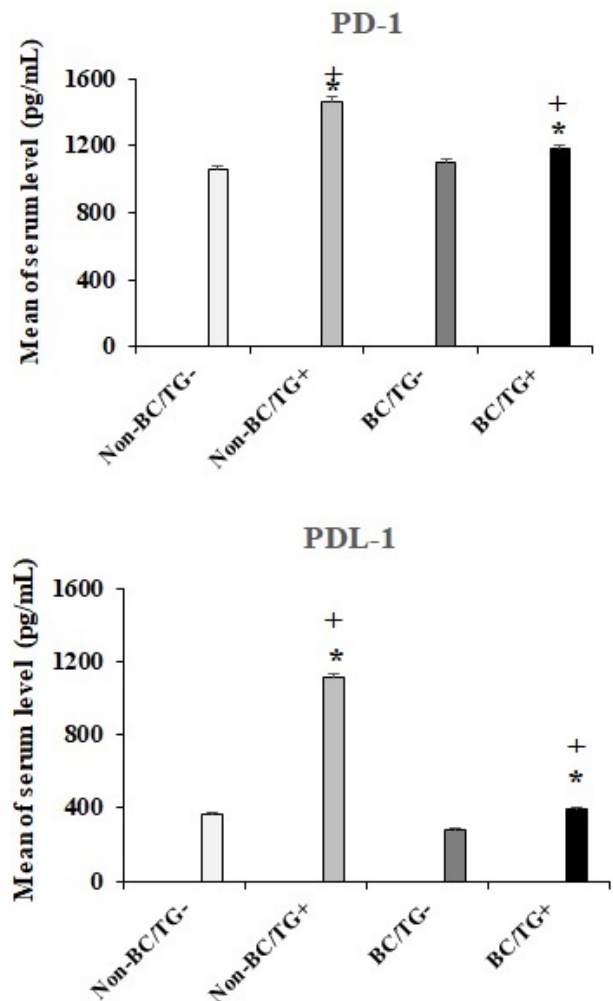 PD-1
Mean of serum level (pg/mL)
1600
1200
800
400
0
+
*
+
*
Non-BC/TG-
Non-BC/TG+
BC/TG-
BC/TG+
PDL-1
Mean of serum level (pg/mL)
1600
1200
800
400
0
+
*
+
*
Non-BC/TG-
Non-BC/TG+
BC/TG-
BC/TG+